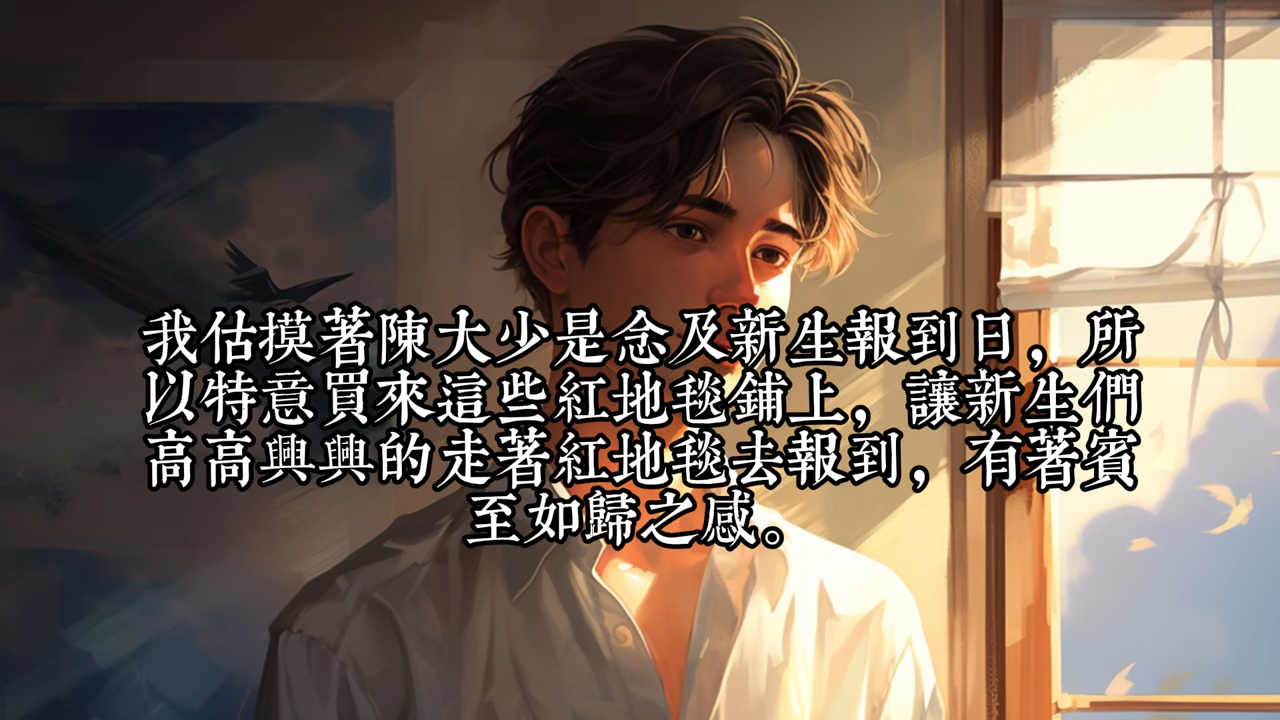 我估摸著陳大少是念及新生報到日，所
以特意買來這些紅地毯鋪上，讓新生們
高高興興的走著紅地毯去報到，有著賓
至如歸之感。